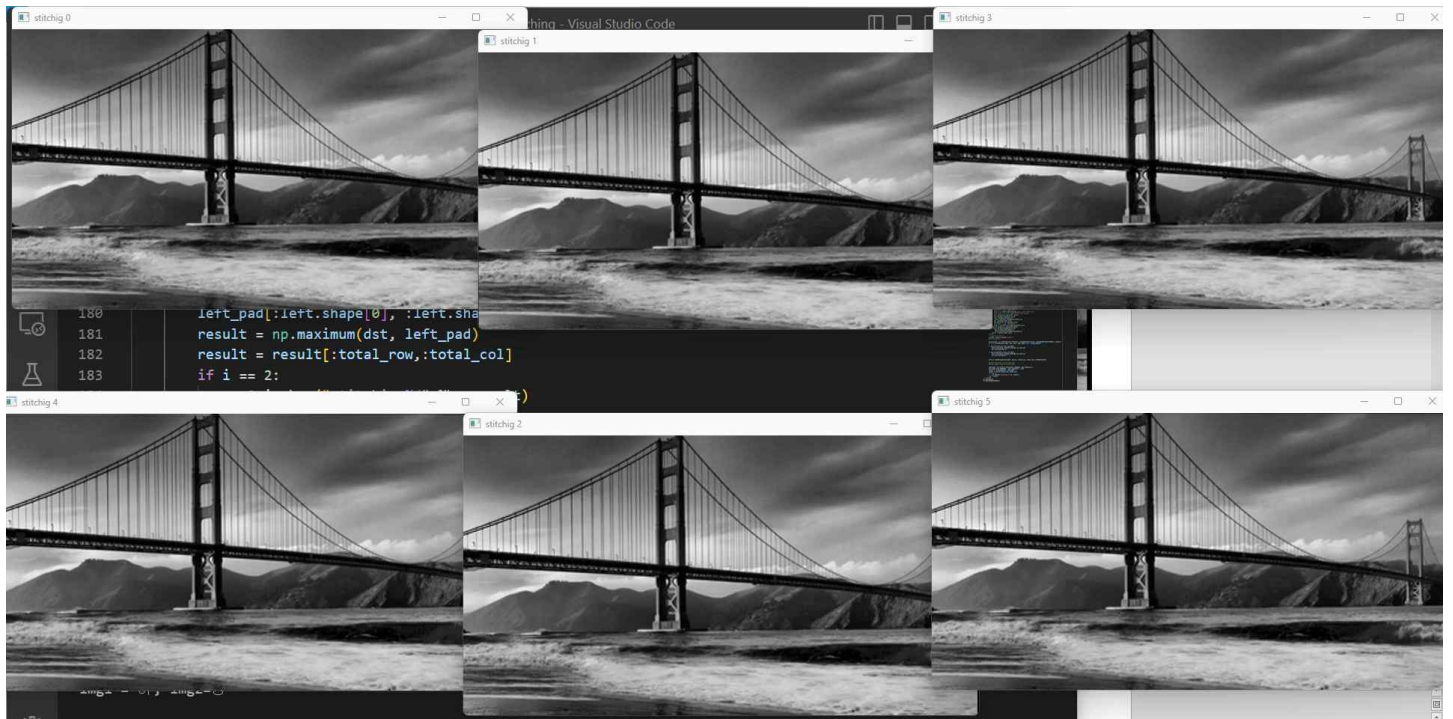 stitchig 0
ching - Visual Studio Code
stitchig 3
stitchig 1
180 left_pad[:left.shape[0], :left.sha
181 result = np.maximum(dst, left_pad)
182 result = result[:total_row,:total_col]
183 if i == 2:
stitchig 4
stitchig 2
stitchig 5